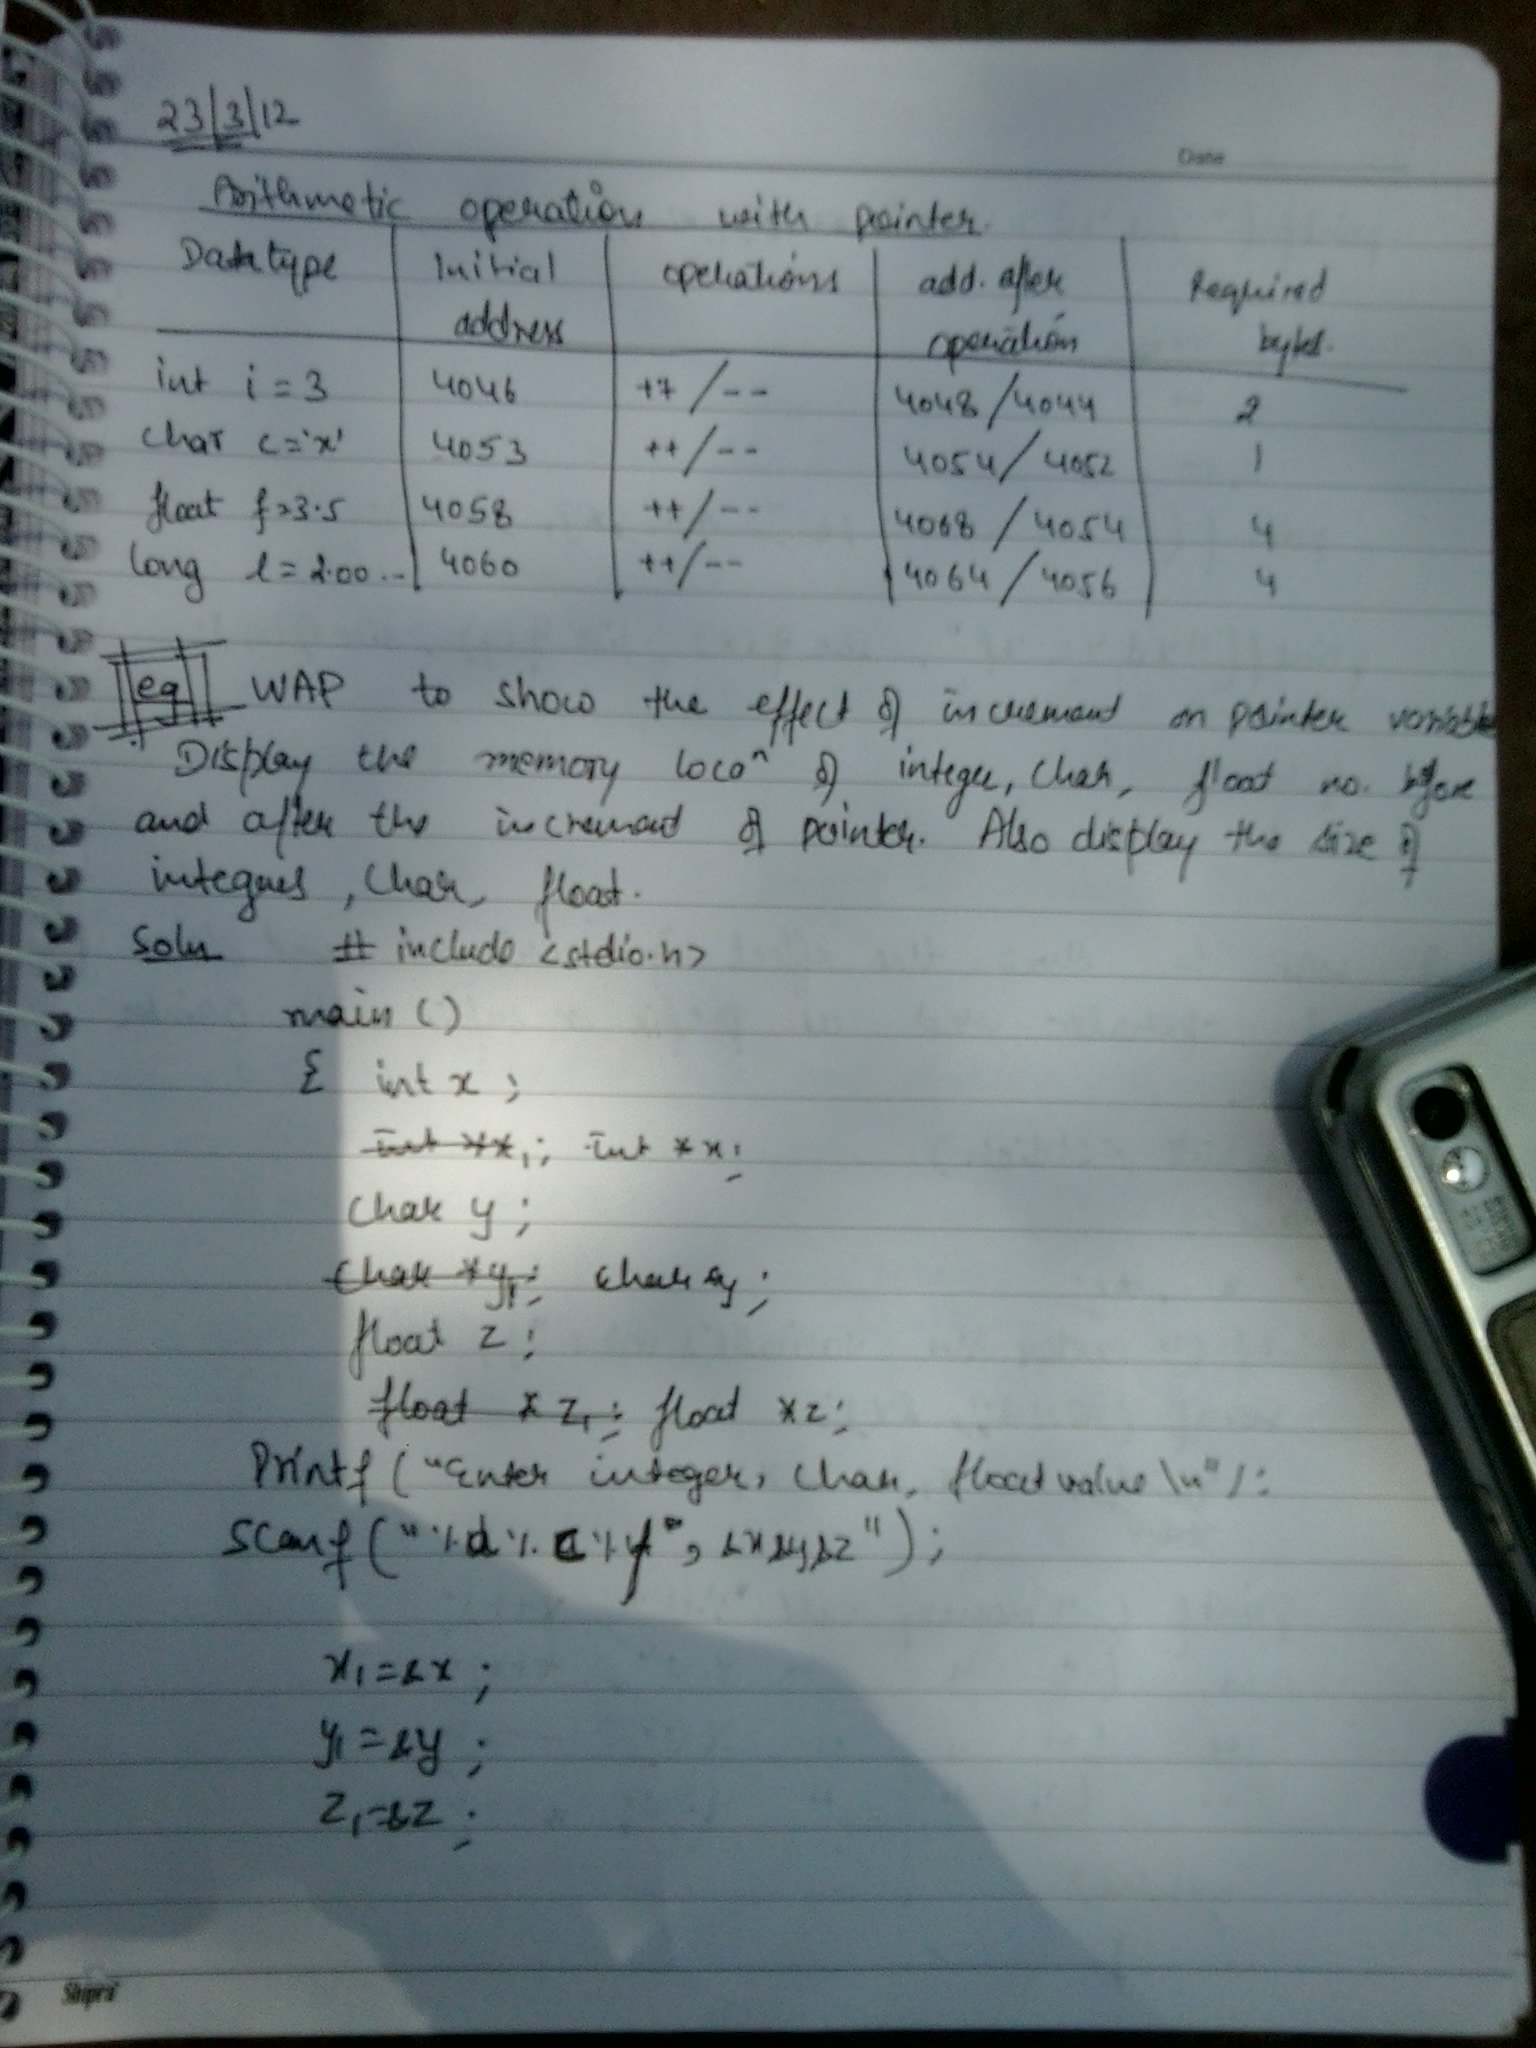 23/3/12
Date
Arithmetic operation with pointer.
Datatype Initial address operations add. after operation Required bytes.
int i = 3 4046 ++/-- 4048/4044 2
char c='x' 4053 ++/-- 4054/4052 1
float f=3.5 4058 ++/-- 4068/4054 4
long l=2.00... 4060 ++/-- 4064/4056 4
eg WAP to show the effect of increment on pointer variable
Display the memory locoⁿ of integer, char, float no. before
and after the increment of pointer. Also display the size of
integers, char, float.
Soln # include <stdio.h>
main ()
{ int x ;
int *x₁; int *x;
char y ;
char *y₁; char *y;
float z ;
float *z₁; float *z;
Printf ("Enter integer, char, float value \n");
Scanf ("%d%c%f", &x&y&z");
x₁=&x ;
y₁=&y ;
z₁=&z ;
Shipra